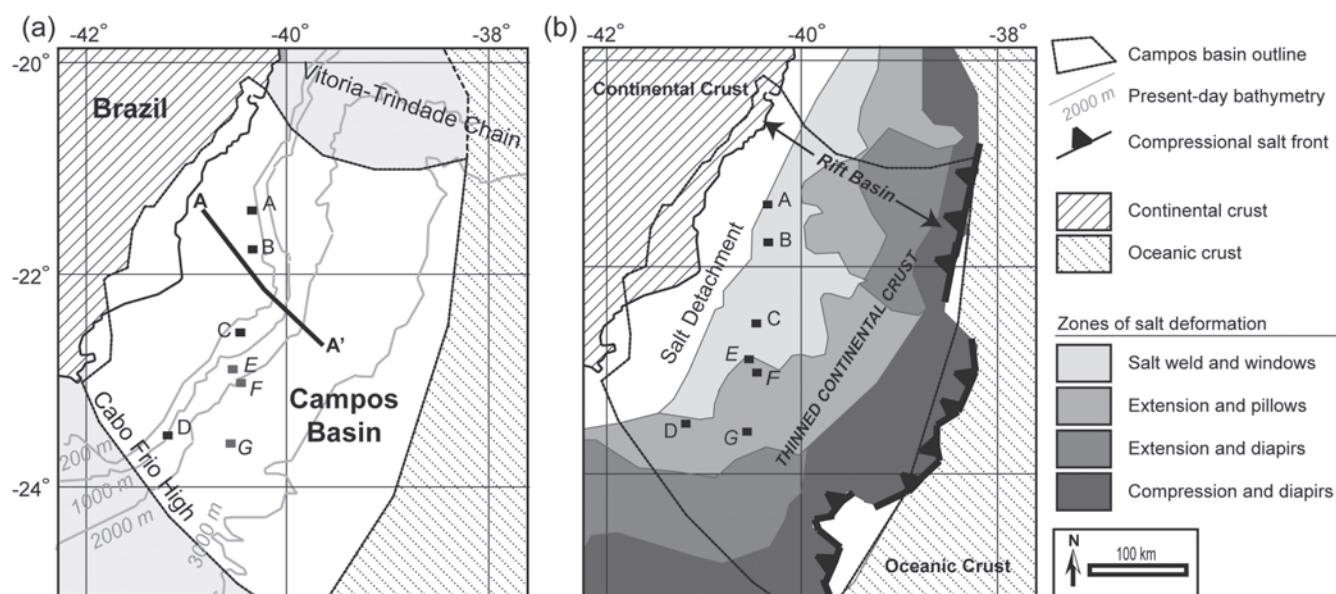 (a)
-42°
-40°
-38°
-20°
-22°
-24°
Brazil
Vitoria-Trindade Chain
A
A
B
C
A'
E
F
D
G
Campos
Basin
Cabo Frio High
200 m
1000 m
2000 m
3000 m
(b)
-42
-40°
-38°
Continental Crust
Rift Basin
A
B
Salt Detachment
C
E
F
D
G
THINNED CONTINENTAL CRUST
Oceanic Crust
Campos basin outline
2000 m
Present-day bathymetry
Compressional salt front
Continental crust
Oceanic crust
Zones of salt deformation
Salt weld and windows
Extension and pillows
Extension and diapirs
Compression and diapirs
N
100 km